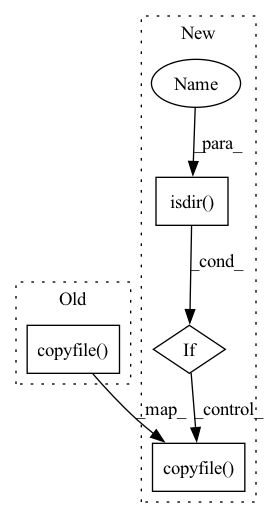 New
Name
_para_
isdir()
_cond_
Old
If
copyfile()
_map_
_control_
copyfile()